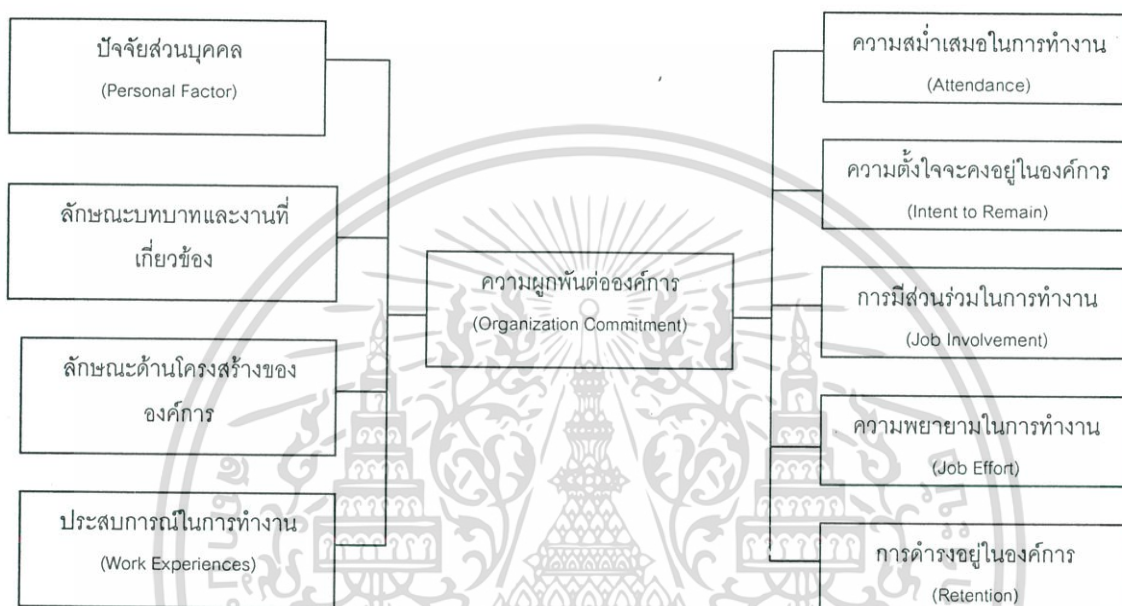 ปัจจัยส่วนบุคคล
(Personal Factor)
ลักษณะบทบาทและงานที่
เกี่ยวข้อง
ลักษณะด้านโครงสร้างของ
องค์การ
ประสบการณ์ในการทำงาน
(Work Experiences)
ความผูกพันต่อองค์การ
(Organization Commitment)
ความสม่ำเสมอในการทำงาน
(Attendance)
ความตั้งใจจะคงอยู่ในองค์การ
(Intent to Remain)
การมีส่วนร่วมในการทำงาน
(Job Involvement)
ความพยายามในการทำงาน
(Job Effort)
การดำรงอยู่ในองค์การ
(Retention)